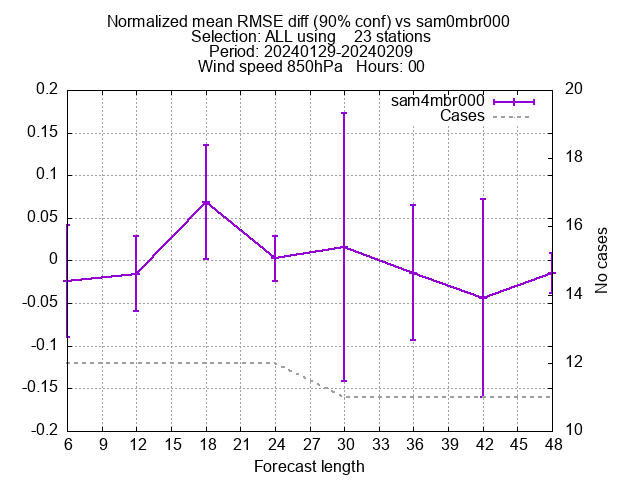 Normalized mean RMSE diff (90% conf) vs sam0mbr000
Selection: ALL using    23 stations
Period: 20240129-20240209
Wind speed 850hPa   Hours: 00
sam4mbr000
Cases
0.2
0.15
0.1
0.05
0
-0.05
-0.1
-0.15
-0.2
20
18
16
14
12
10
No cases
6 9 12 15 18 21 24 27 30 33 36 39 42 45 48
Forecast length